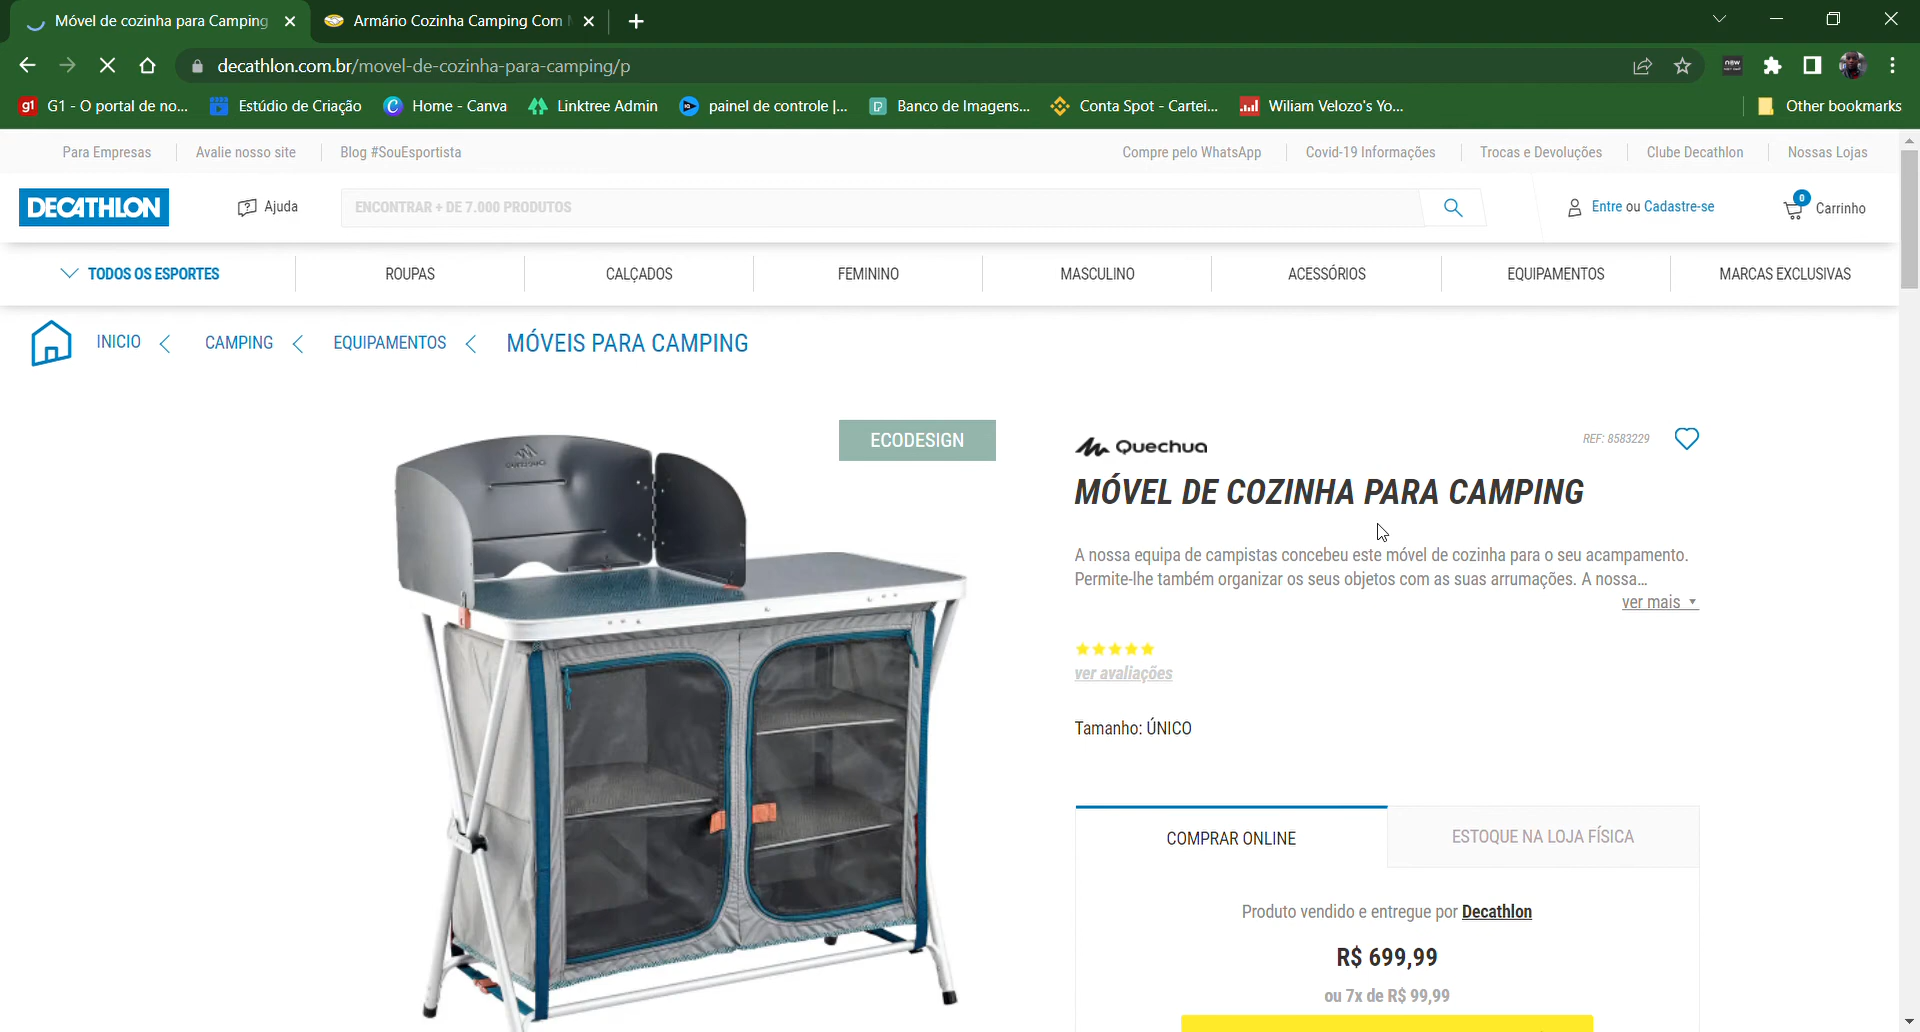 Móvel de cozinha para Camping
Armário Cozinha Camping Com
decathlon.com.br/movel-de-cozinha-para-camping/p
G1 - O portal de no...
Estúdio de Criação
Home - Canva
Linktree Admin
painel de controle |...
Banco de Imagens...
Conta Spot - Cartei...
Wiliam Velozo's Yo...
Other bookmarks
Para Empresas
Avalie nosso site
Blog #SouEsportista
Compre pelo WhatsApp
Covid-19 Informações
Trocas e Devoluções
Clube Decathlon
Nossas Lojas
DECATHLON
Ajuda
ENCONTRAR + DE 7.000 PRODUTOS
Entre ou Cadastre-se
0
Carrinho
TODOS OS ESPORTES
ROUPAS
CALÇADOS
FEMININO
MASCULINO
ACESSÓRIOS
EQUIPAMENTOS
MARCAS EXCLUSIVAS
INICIO
CAMPING
EQUIPAMENTOS
MÓVEIS PARA CAMPING
ECODESIGN
Quechua
REF: 8583229
MÓVEL DE COZINHA PARA CAMPING
A nossa equipa de campistas concebeu este móvel de cozinha para o seu acampamento.
Permite-lhe também organizar os seus objetos com as suas arrumações. A nossa...
ver mais
ver avaliações
Tamanho: ÚNICO
COMPRAR ONLINE
ESTOQUE NA LOJA FÍSICA
Produto vendido e entregue por Decathlon
R$ 699,99
ou 7x de R$ 99,99